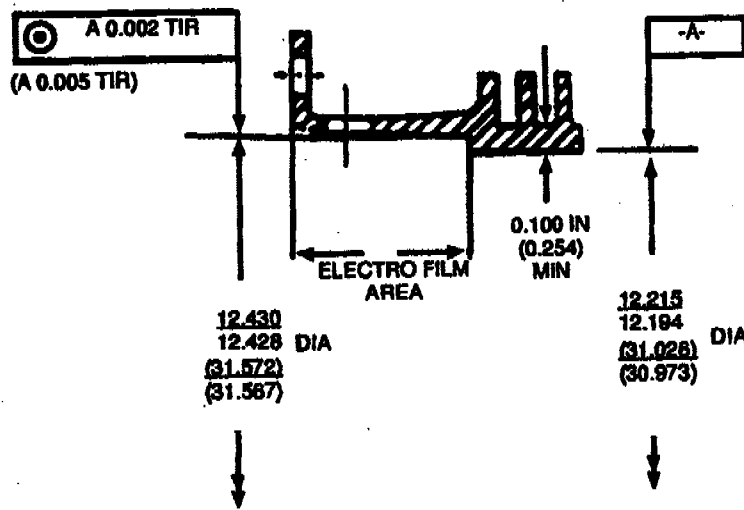 A 0.002 TIR
(A 0.005 TIR)
-A-
0.100 IN
(0.254)
MIN
ELECTRO FILM
AREA
12.430
12.428 DIA
(31.572)
(31.567)
12.215
12.194 DIA
(31.026)
(30.973)